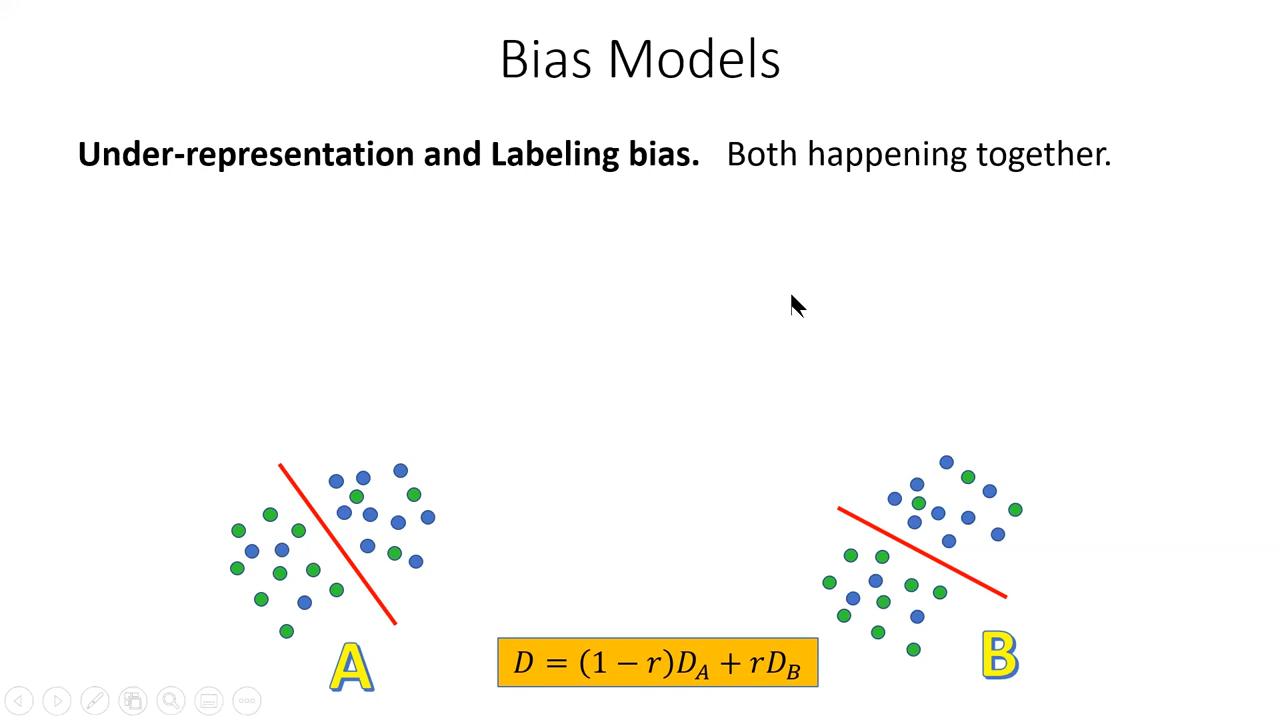 Bias Models
Under-representation and Labeling bias. Both happening together.
A
D = (1 − r)D_A + rD_B
B